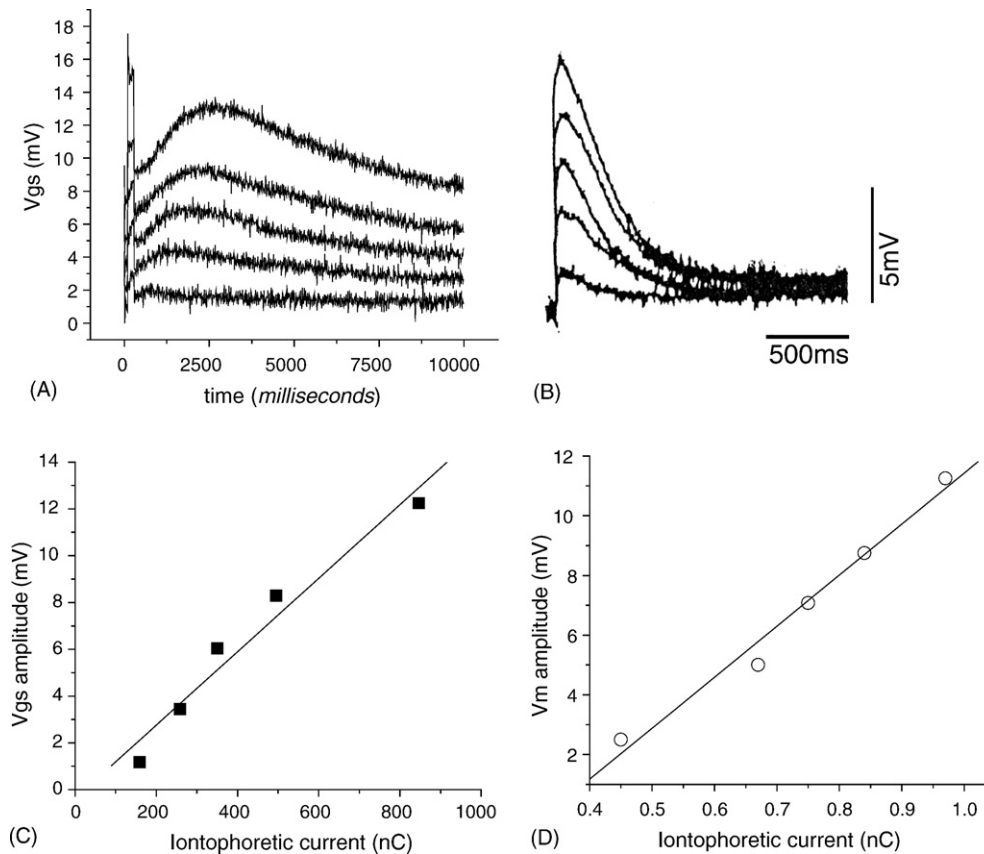 18
16
14
12
10
8
6
4
2
0
Vgs (mV)
0 2500 5000 7500 10000
time (milliseconds)
(A)
5mV
500ms
(B)
14
12
10
8
6
4
2
0
Vgs amplitude (mV)
0 200 400 600 800 1000
Iontophoretic current (nC)
(C)
12
10
8
6
4
2
Vm amplitude (mV)
0.4 0.5 0.6 0.7 0.8 0.9 1.0
Iontophoretic current (nC)
(D)